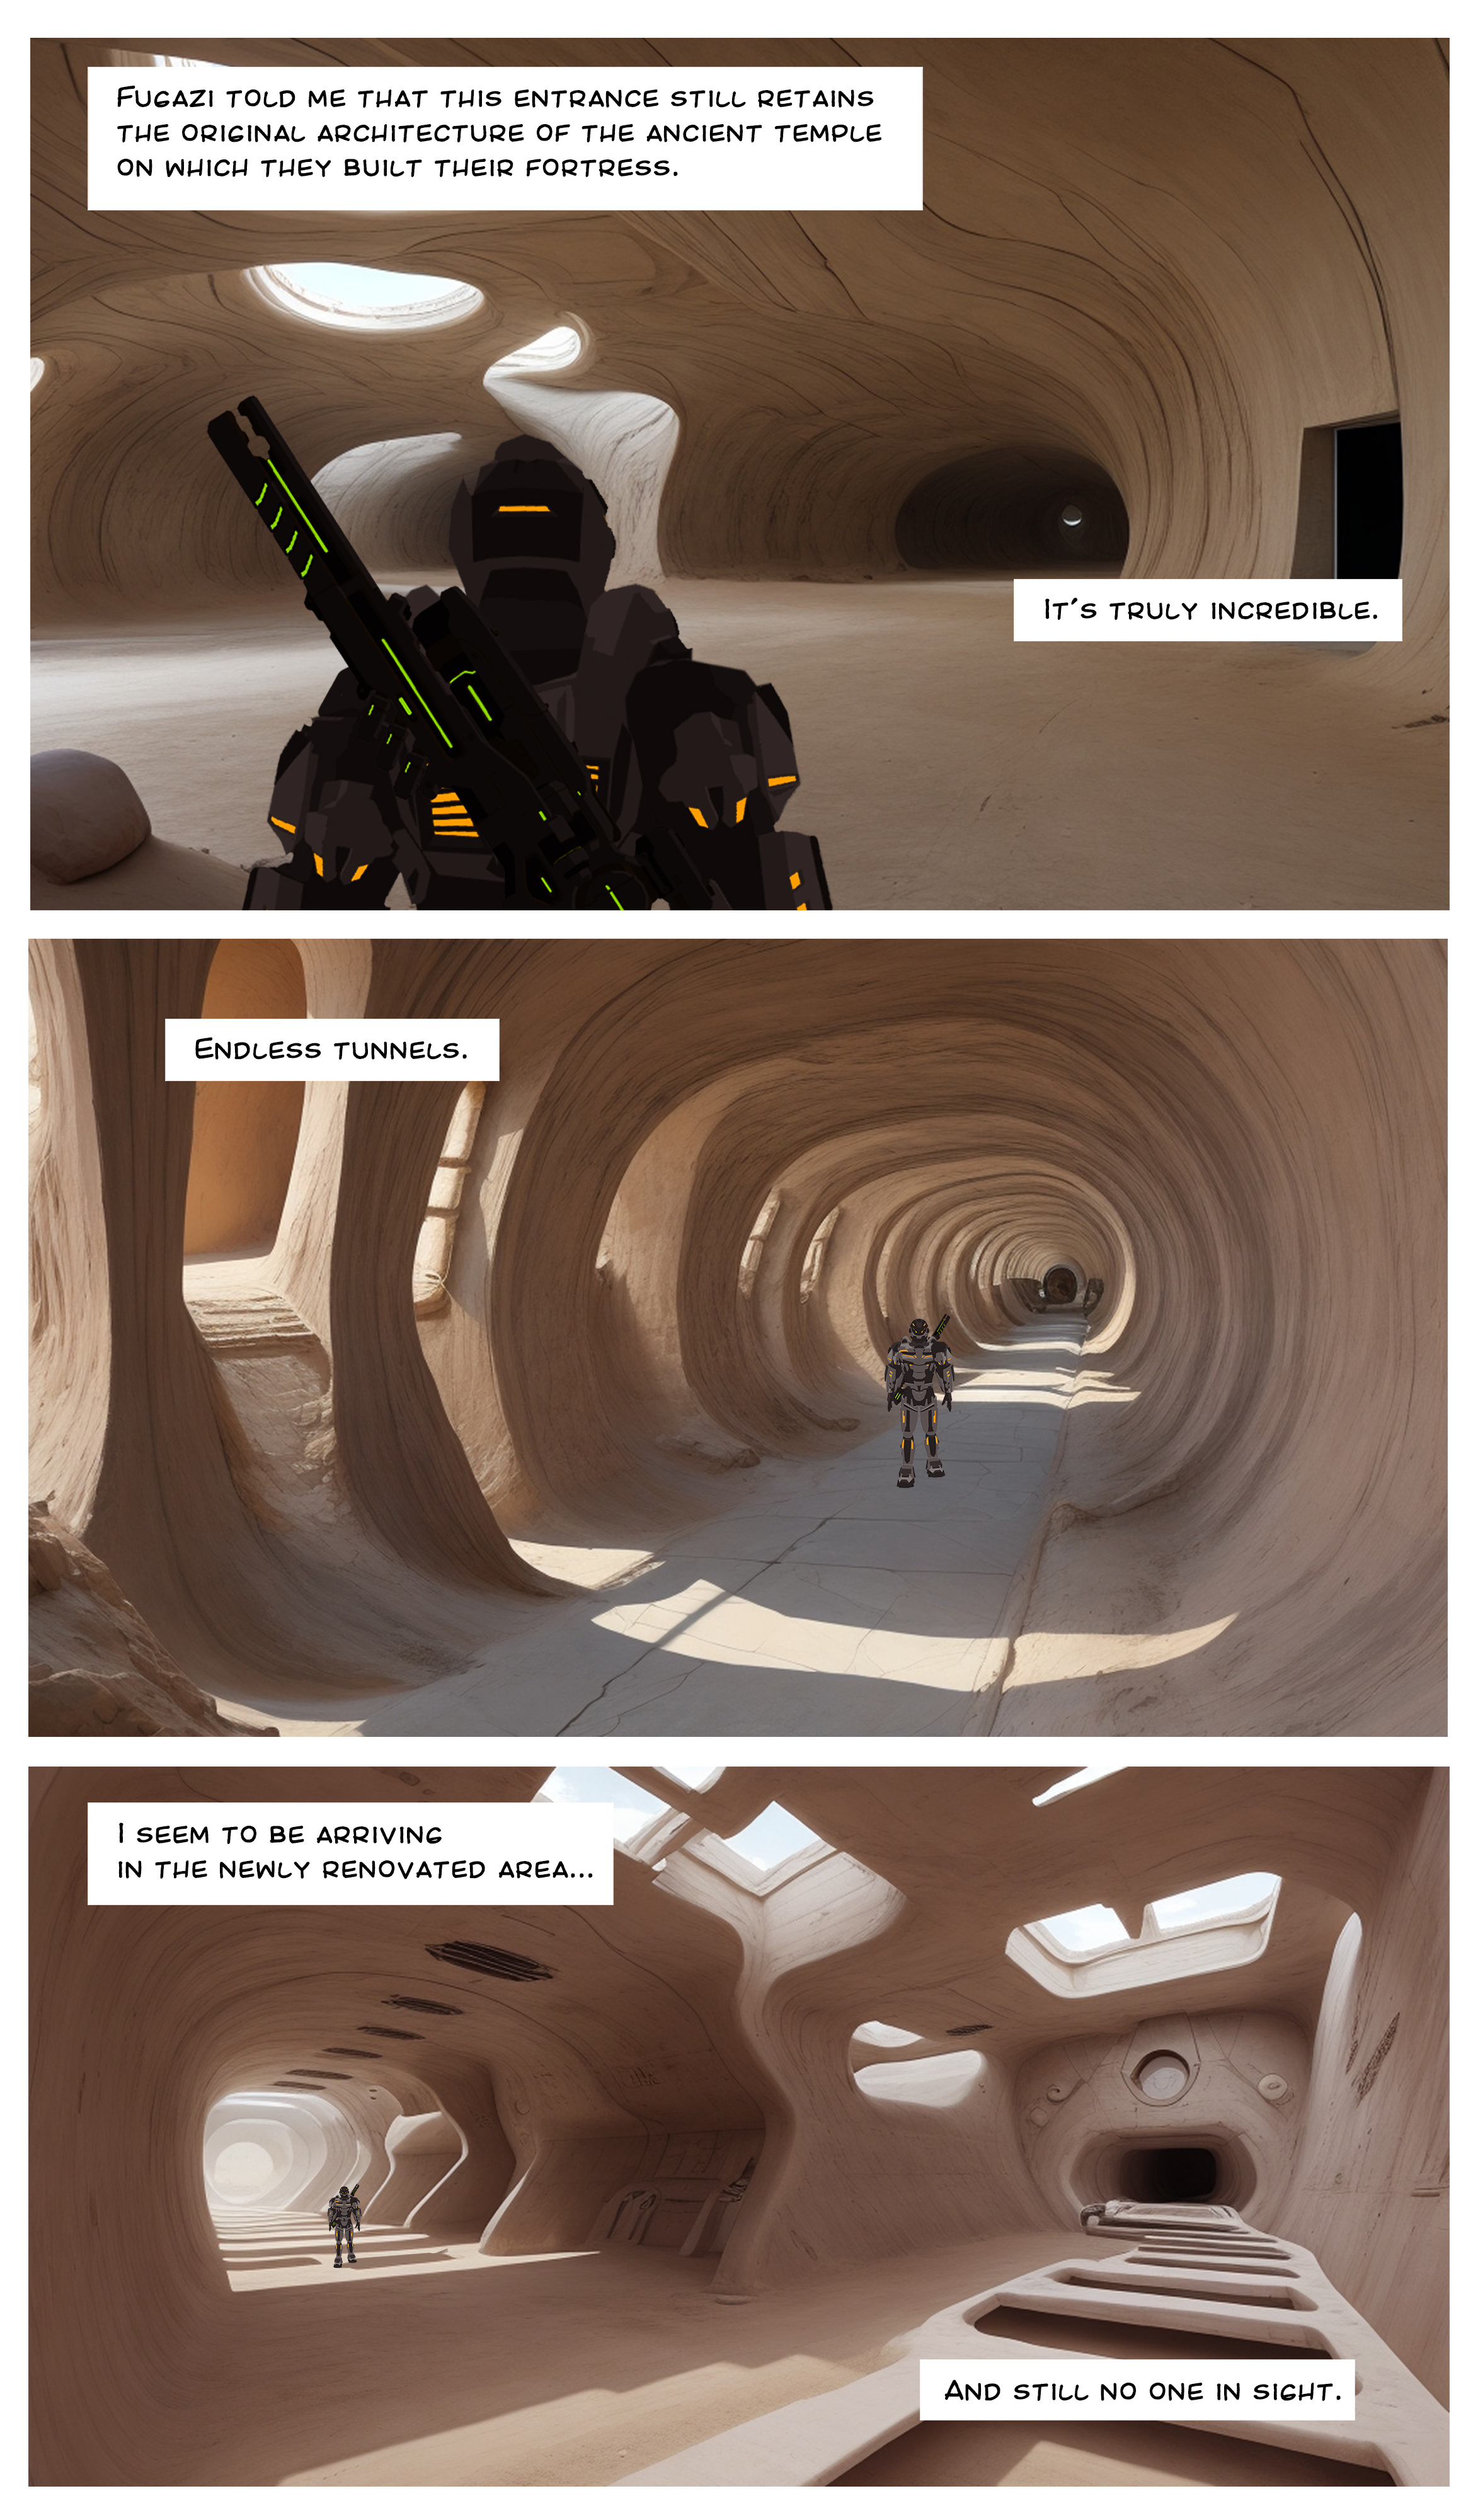 Fugazi told me that this entrance still retains
the original architecture of the ancient temple
on which they built their fortress.
It's truly incredible.
Endless tunnels.
I seem to be arriving
in the newly renovated area...
And still no one in sight.